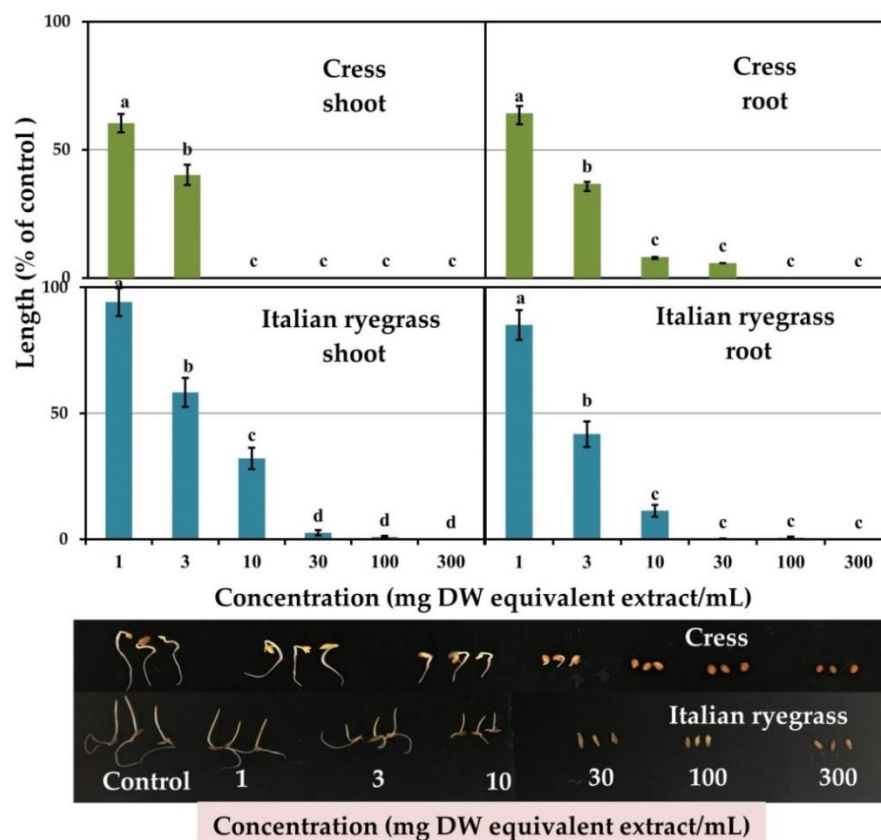 Length (% of control )
100
50
0
Cress
shoot
a
b
c
c
c
c
Cress
root
a
b
c
c
c
c
100
50
0
Italian ryegrass
shoot
a
b
c
d
d
d
Italian ryegrass
root
a
b
c
c
c
c
1 3 10 30 100 300 1 3 10 30 100 300
Concentration (mg DW equivalent extract/mL)
Cress
Italian ryegrass
Control 1 3 10 30 100 300
Concentration (mg DW equivalent extract/mL)